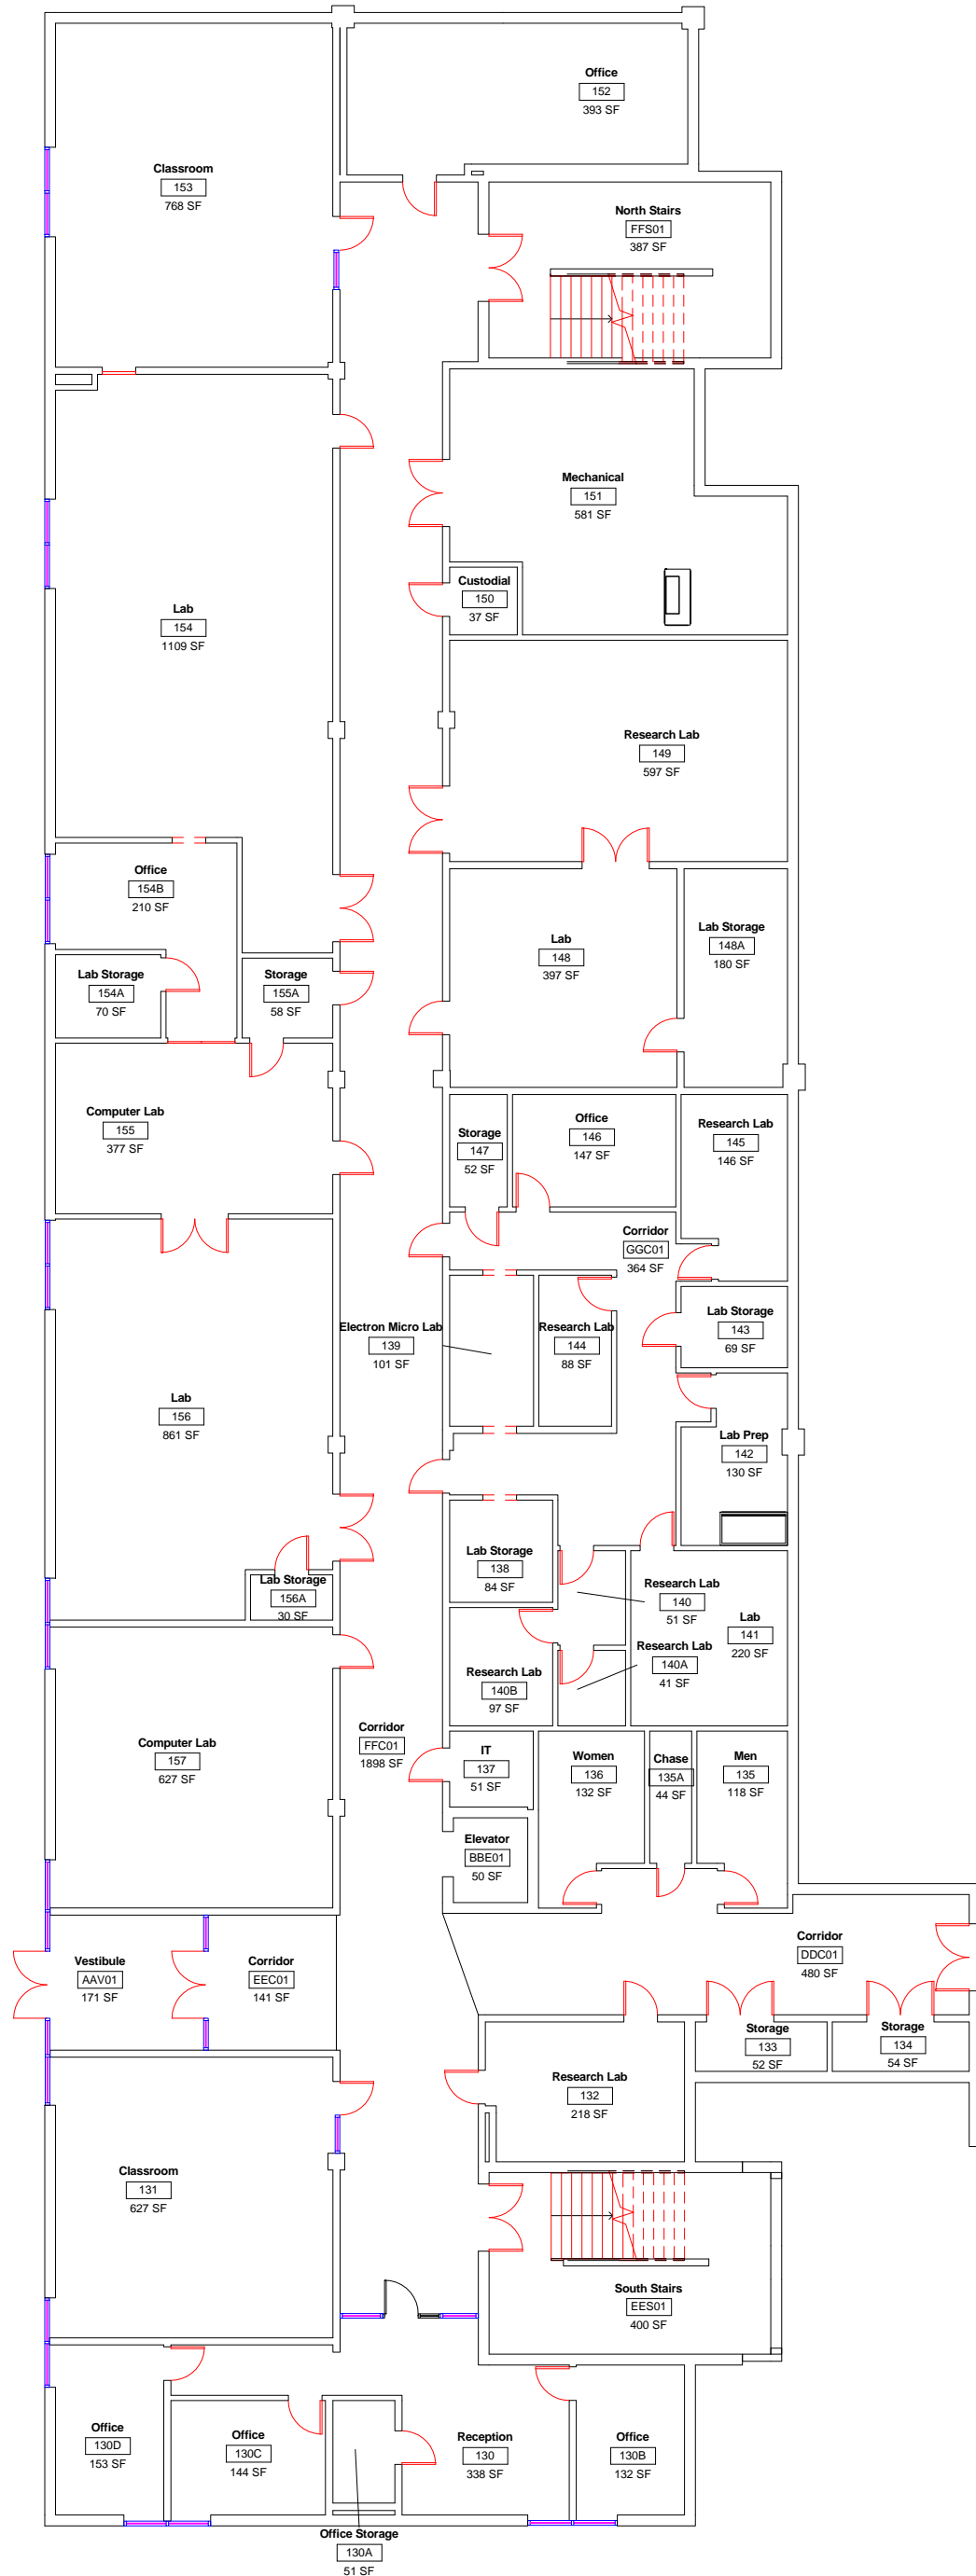 Office
152
393 SF
Classroom
153
768 SF
North Stairs
FFS01
387 SF
Mechanical
151
581 SF
Custodial
150
37 SF
Lab
154
1109 SF
Research Lab
149
597 SF
Office
154B
210 SF
Lab
148
397 SF
Lab Storage
148A
180 SF
Lab Storage
154A
70 SF
Storage
155A
58 SF
Computer Lab
155
377 SF
Storage
147
52 SF
Office
146
147 SF
Research Lab
145
146 SF
Corridor
GGC01
364 SF
Lab Storage
143
69 SF
Electron Micro Lab
139
101 SF
Research Lab
144
88 SF
Lab
156
861 SF
Lab Prep
142
130 SF
Lab Storage
138
84 SF
Lab Storage
156A
30 SF
Research Lab
140
51 SF
Lab
141
220 SF
Research Lab
140A
41 SF
Research Lab
140B
97 SF
Corridor
FFC01
1898 SF
Computer Lab
157
627 SF
IT
137
51 SF
Women
136
132 SF
Chase
135A
44 SF
Men
135
118 SF
Elevator
BBE01
50 SF
Vestibule
AAV01
171 SF
Corridor
EEC01
141 SF
Corridor
DDC01
480 SF
Storage
133
52 SF
Storage
134
54 SF
Research Lab
132
218 SF
Classroom
131
627 SF
South Stairs
EES01
400 SF
Office
130D
153 SF
Office
130C
144 SF
Reception
130
338 SF
Office
130B
132 SF
Office Storage
130A
51 SF